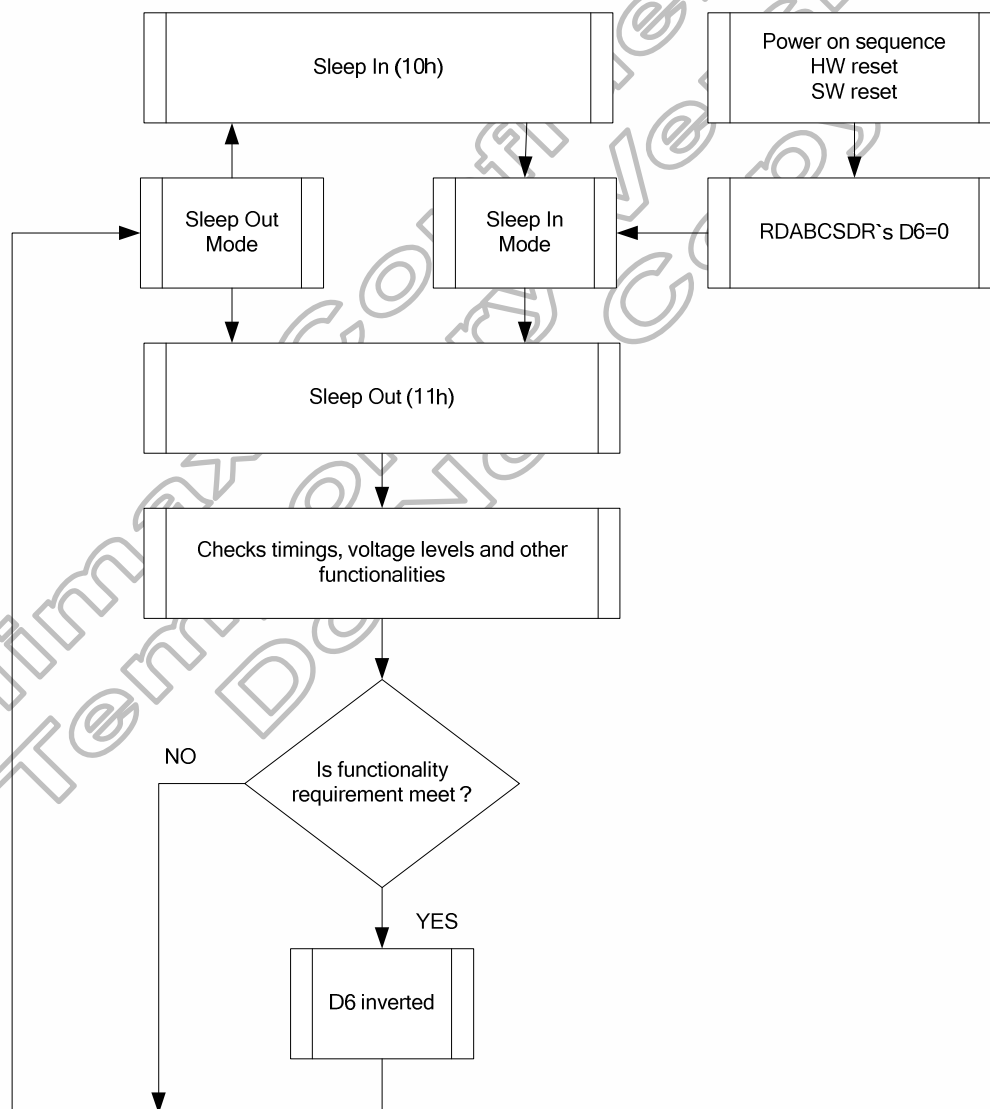 Sleep In (10h)
Power on sequence
HW reset
SW reset
Sleep Out
Mode
Sleep In
Mode
RDABCSDR`s D6=0
Sleep Out (11h)
Checks timings, voltage levels and other
functionalities
Is functionality
requirement meet ?
NO
YES
D6 inverted